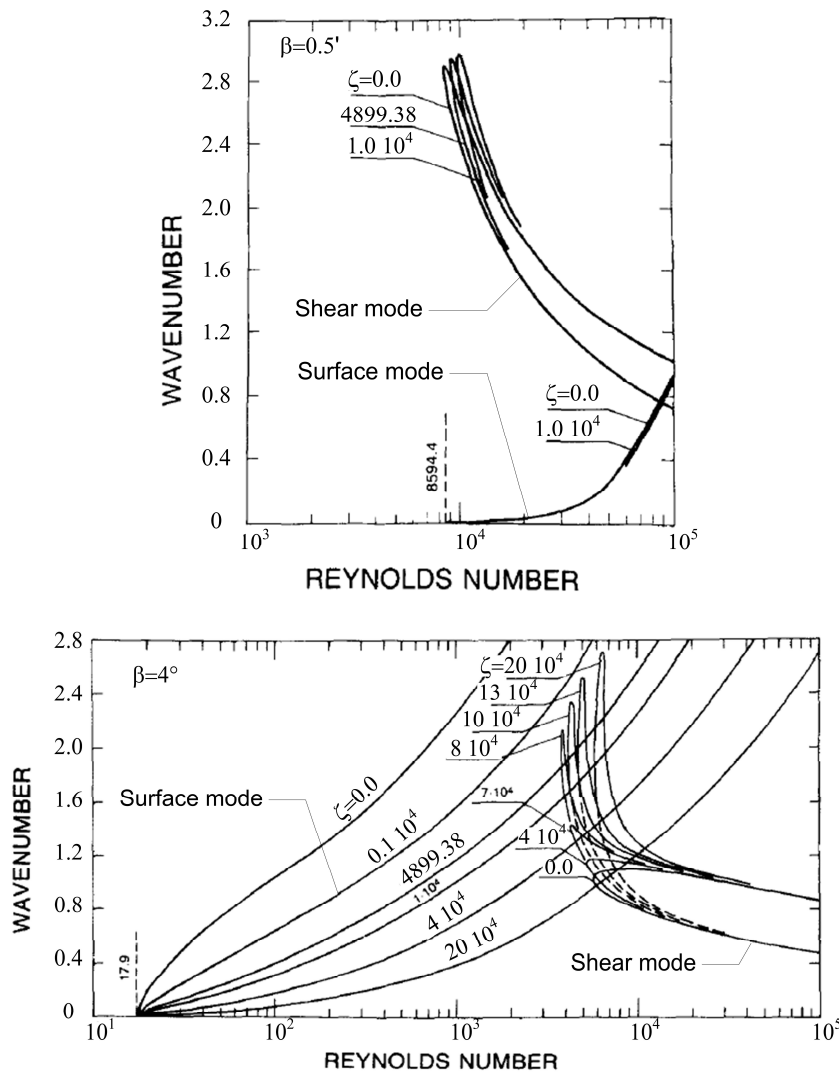 3.2
β=0.5'
2.8
ζ=0.0
4899.38
2.4
1.0 10⁴
2.0
WAVENUMBER
1.6
Shear mode
1.2
Surface mode
0.8
ζ=0.0
1.0 10⁴
0.4
8594.4
0
10³
10⁴
10⁵
REYNOLDS NUMBER
2.8
β=4°
ζ=20 10⁴
2.4
13 10⁴
10 10⁴
2.0
8 10⁴
WAVENUMBER
1.6
Surface mode
ζ=0.0
7·10⁴
0.1 10⁴
4 10⁴
1.2
4899.38
0.0
1·10⁴
0.8
4 10⁴
20 10⁴
Shear mode
0.4
17.9
0
10¹
10²
10³
10⁴
10⁵
REYNOLDS NUMBER